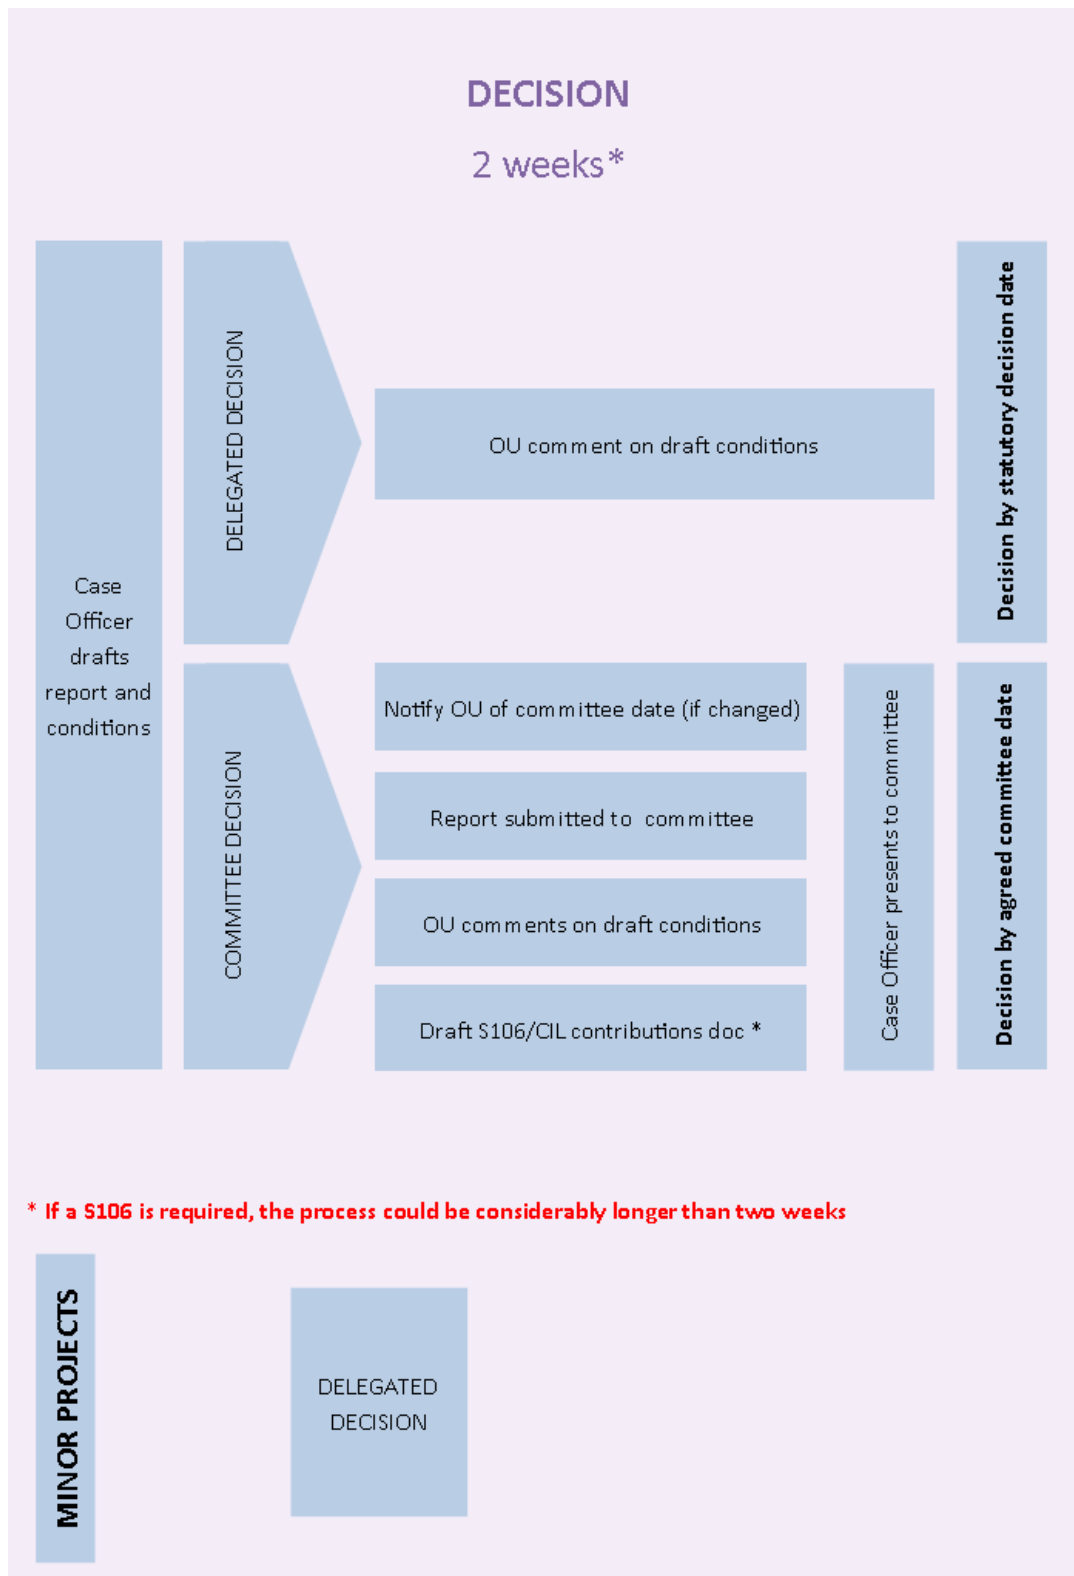 DECISION
2 weeks*
Case
Officer
drafts
report and
conditions
DELEGATED DECISION
OU comment on draft conditions
Decision by statutory decision date
COMMITTEE DECISION
Notify OU of committee date (if changed)
Report submitted to committee
OU comments on draft conditions
Draft S106/CIL contributions doc *
Case Officer presents to committee
Decision by agreed committee date
* If a S106 is required, the process could be considerably longer than two weeks
MINOR PROJECTS
DELEGATED
DECISION